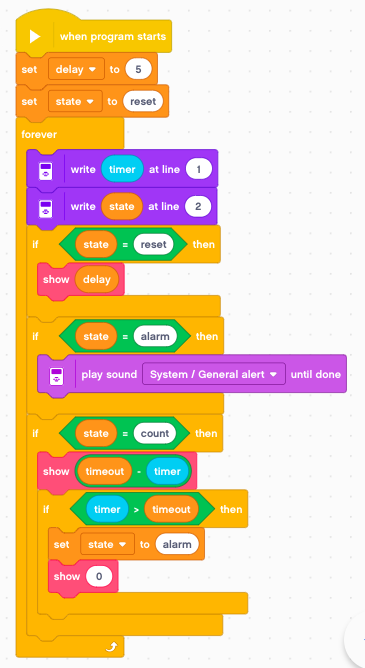 when program starts
set delay to 5
set state to reset
forever
write timer at line 1
write state at line 2
if state = reset then
show delay
if state = alarm then
play sound System / General alert until done
if state = count then
show timeout - timer
if timer > timeout then
set state to alarm
show 0